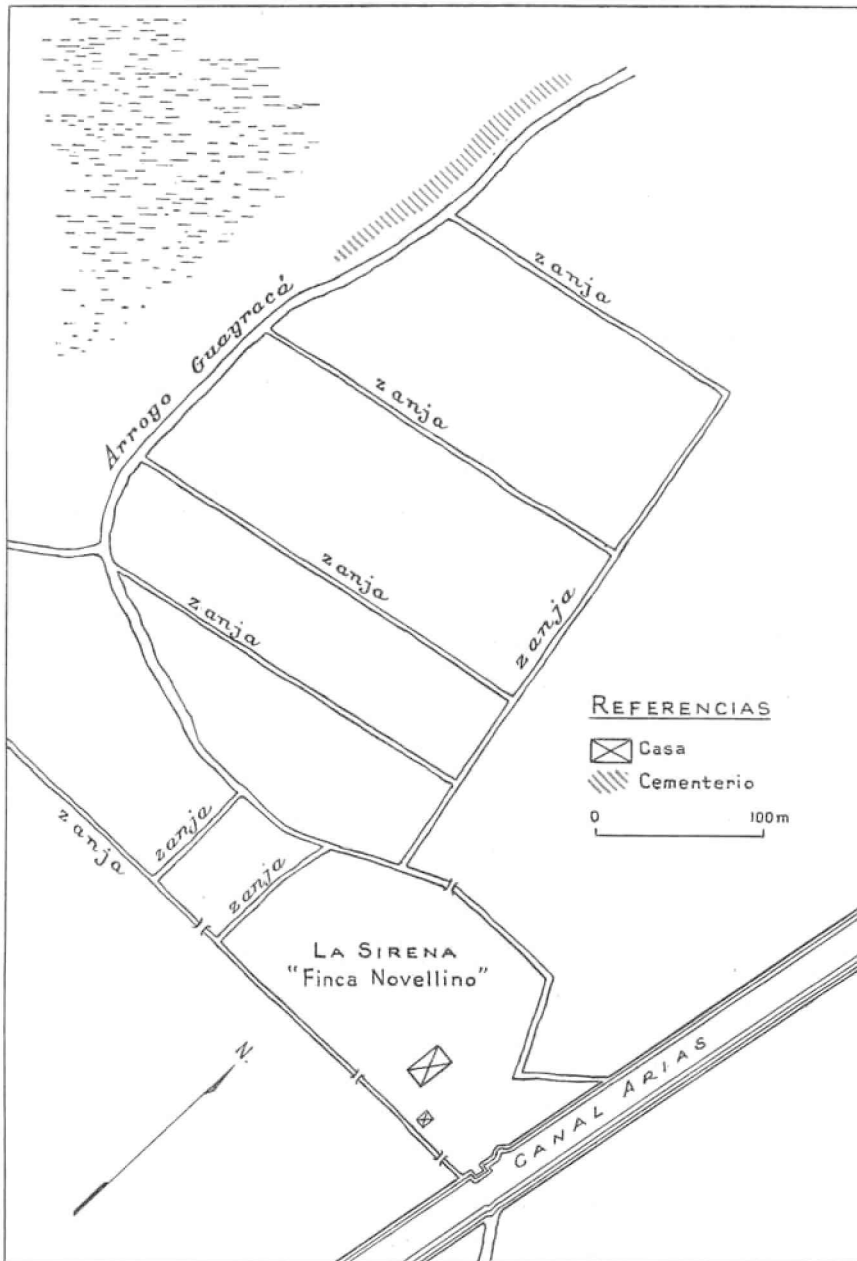 zanja
Arroyo Guayracá
zanja
zanja
zanja
zanja
REFERENCIAS
Casa
Cementerio
0 100m
zanja
zanja
zanja
LA SIRENA
"Finca Novellino"
N.
CANAL ARIAS